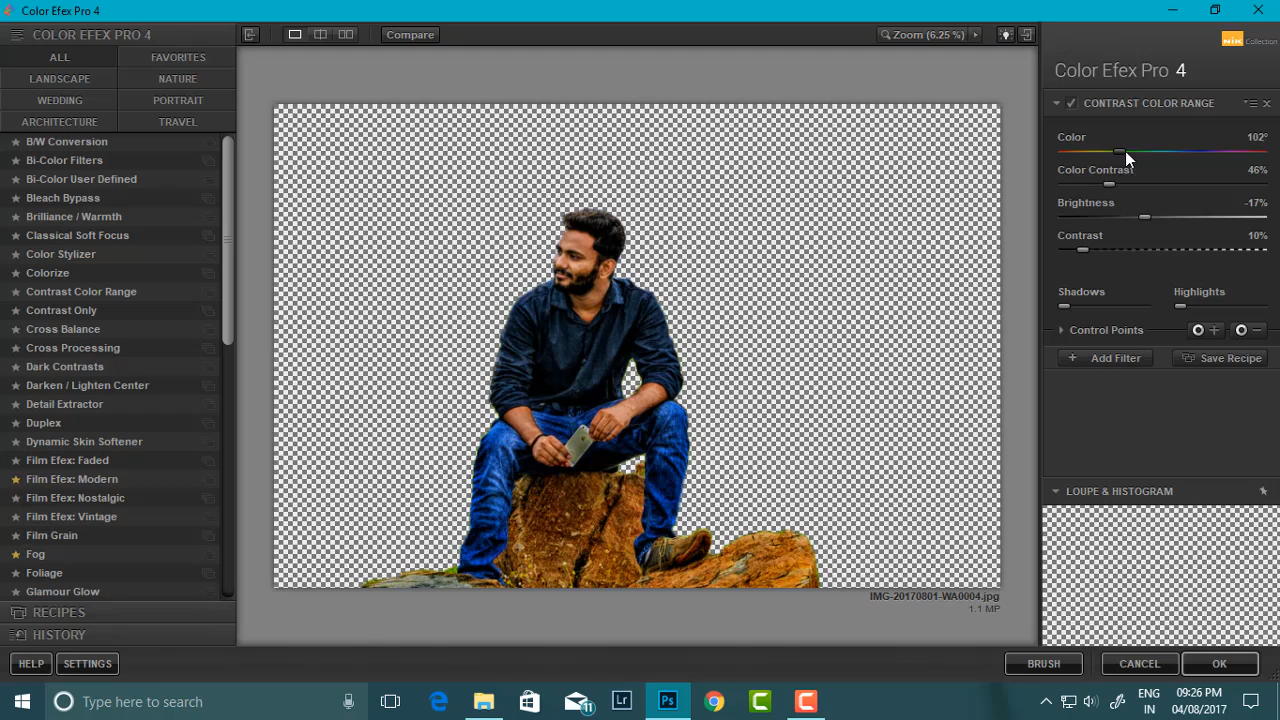 Color Efex Pro 4
COLOR EFEX PRO 4
ALL
FAVORITES
LANDSCAPE
NATURE
WEDDING
PORTRAIT
ARCHITECTURE
TRAVEL
B/W Conversion
Bi-Color Filters
Bi-Color User Defined
Bleach Bypass
Brilliance / Warmth
Classical Soft Focus
Color Stylizer
Colorize
Contrast Color Range
Contrast Only
Cross Balance
Cross Processing
Dark Contrasts
Darken / Lighten Center
Detail Extractor
Duplex
Dynamic Skin Softener
Film Efex: Faded
Film Efex: Modern
Film Efex: Nostalgic
Film Efex: Vintage
Film Grain
Fog
Foliage
Glamour Glow
RECIPES
HISTORY
HELP
SETTINGS
Compare
Zoom (6.25 %)
IMG-20170801-WA0004.jpg
1.1 MP
NIK Collection
Color Efex Pro 4
CONTRAST COLOR RANGE
Color 102°
Color Contrast 46%
Brightness -17%
Contrast 10%
Shadows Highlights
Control Points
Add Filter
Save Recipe
LOUPE & HISTOGRAM
BRUSH
CANCEL
OK
Type here to search
11
Lr
Ps
C
C
ENG
IN
09:26 PM
04/08/2017